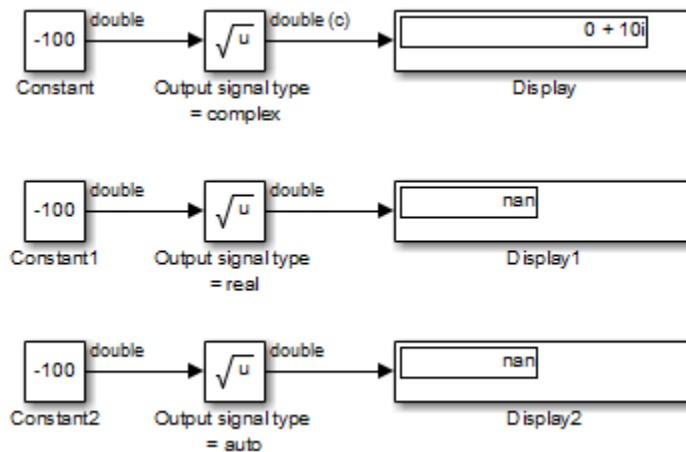 double double (c)
-100 √u 0 + 10i
Constant Output signal type Display
= complex
double double
-100 √u nan
Constant1 Output signal type Display1
= real
double double
-100 √u nan
Constant2 Output signal type Display2
= auto